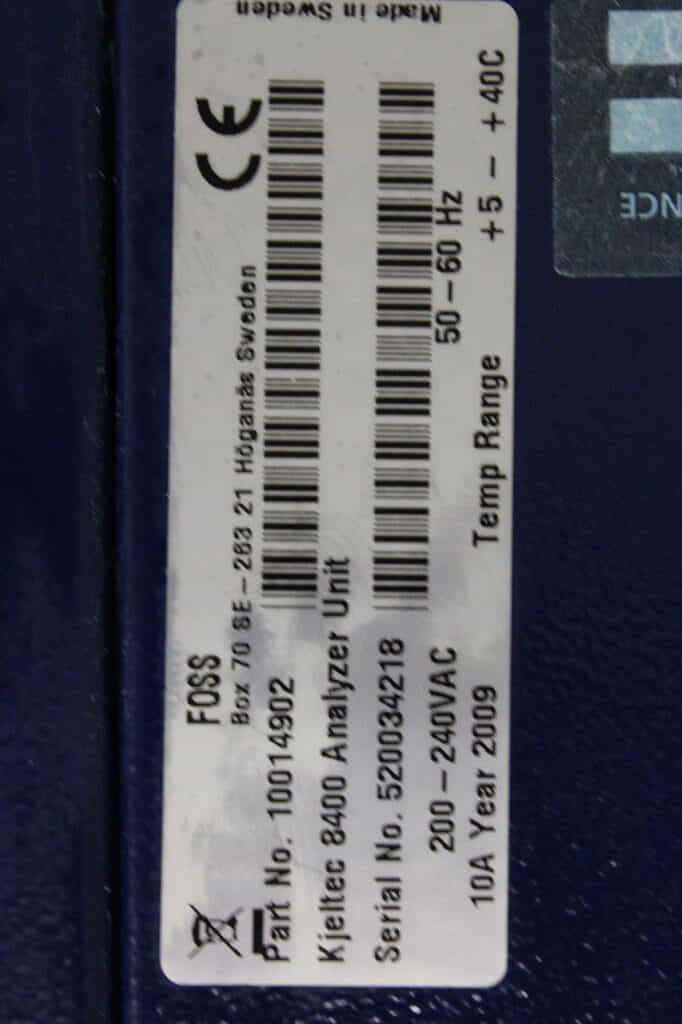 FOSS
Box 70 SE-263 21 Höganäs Sweden
Part No. 10014902
Kjeltec 8400 Analyzer Unit
Serial No. 520034218
200-240VAC 50-60 Hz
10A Year 2009 Temp Range +5 - +40C
Made in Sweden
CE